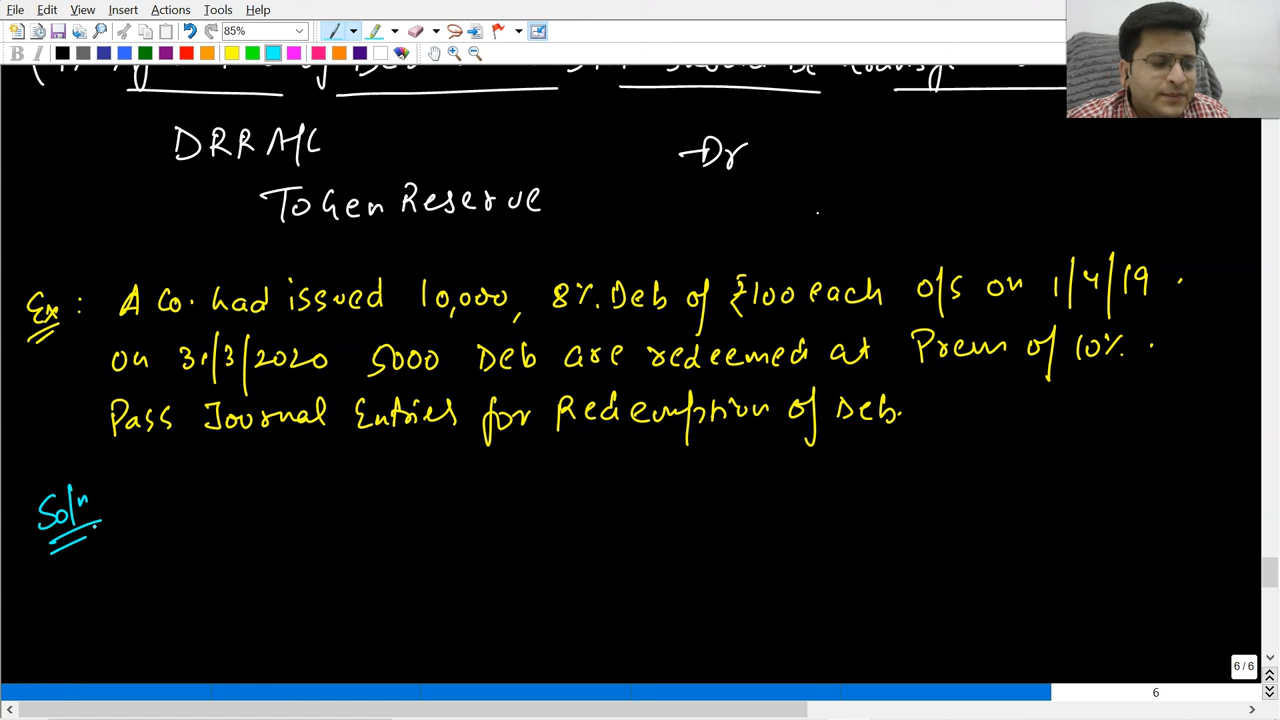 File Edit View Insert Actions Tools Help
85%
B I
DRR A/C Dr
To Gen Reserve
Ex: A Co. had issued 10,000, 8% Deb of ₹100 each o/s on 1/4/19.
on 31/3/2020 5000 Deb are redeemed at Prem of 10%.
Pass Journal Entries for Redemption of Deb.
Soln
6 / 6
6